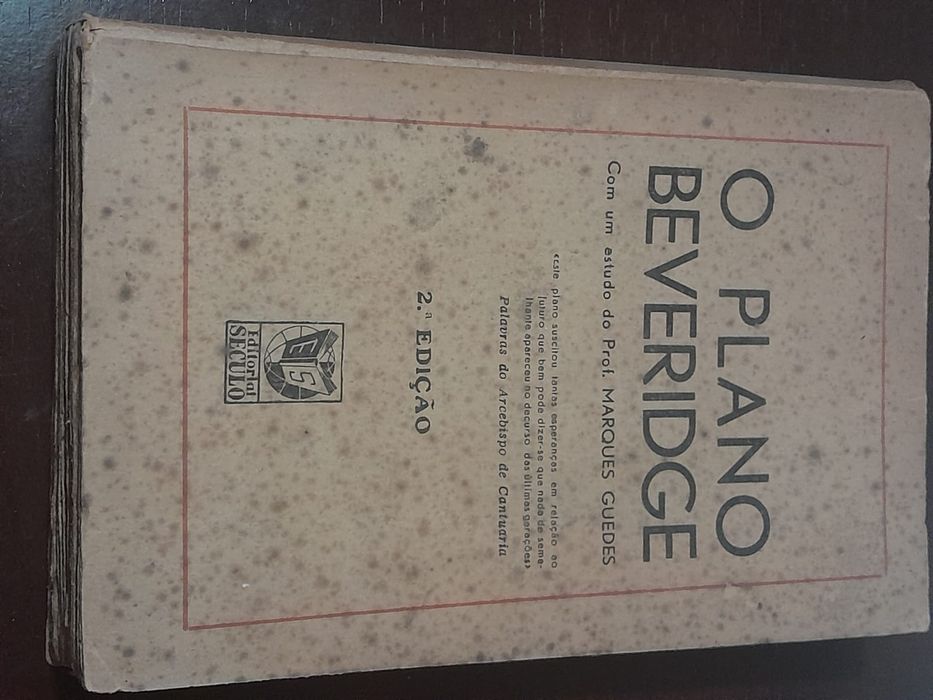 O PLANO
BEVERIDGE
Com um estudo do Prof. MARQUES GUEDES
«Este plano suscitou tantas esperanças em relação ao
futuro que bem pode dizer-se que nada de seme-
lhante apareceu no decurso das últimas gerações»
Palavras do Arcebispo de Cantuaria
2.ª EDIÇÃO
E S
Editorial
SECULO